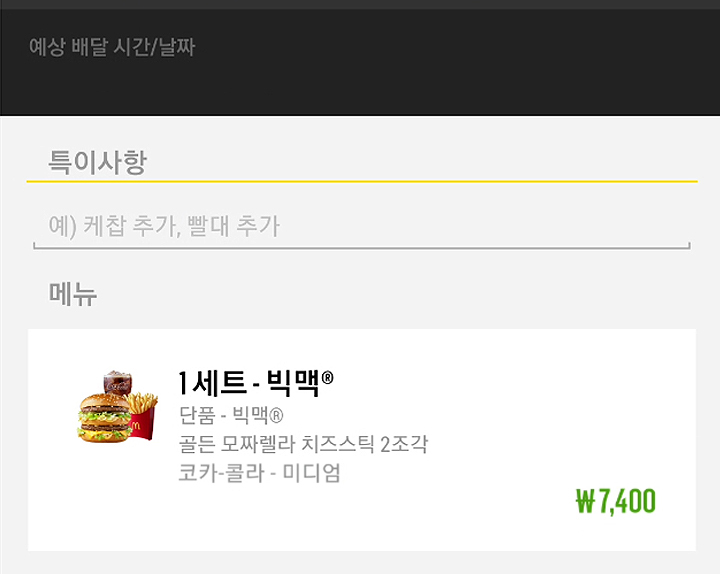 예상 배달 시간/날짜
특이사항
예) 케찹 추가, 빨대 추가
메뉴
1 세트 - 빅맥®
단품 - 빅맥®
골든 모짜렐라 치즈스틱 2조각
코카-콜라 - 미디엄
₩7,400